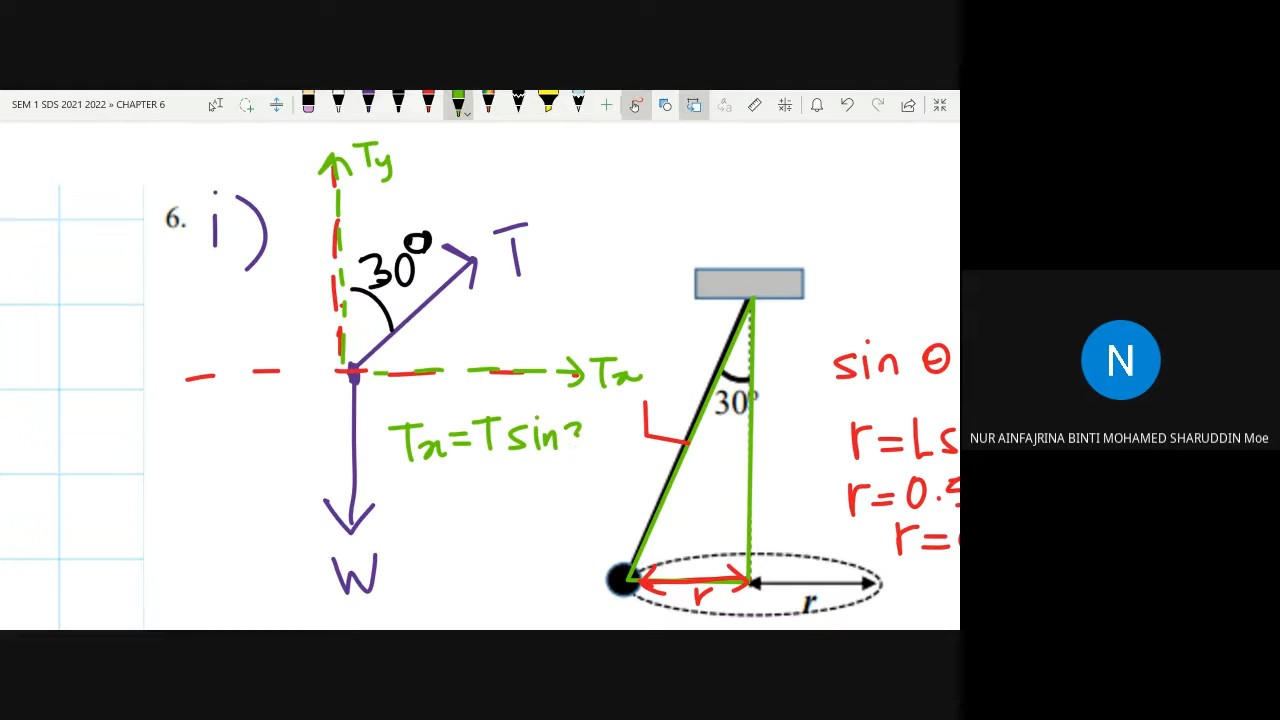 SEM 1 SDS 2021 2022 » CHAPTER 6
6. i)
Ty
30°
T
Tx
Tx=Tsin
W
30°
L
r
r
sin θ
r=Ls
r=0.5
r=
N
NUR AINFAJRINA BINTI MOHAMED SHARUDDIN Moe